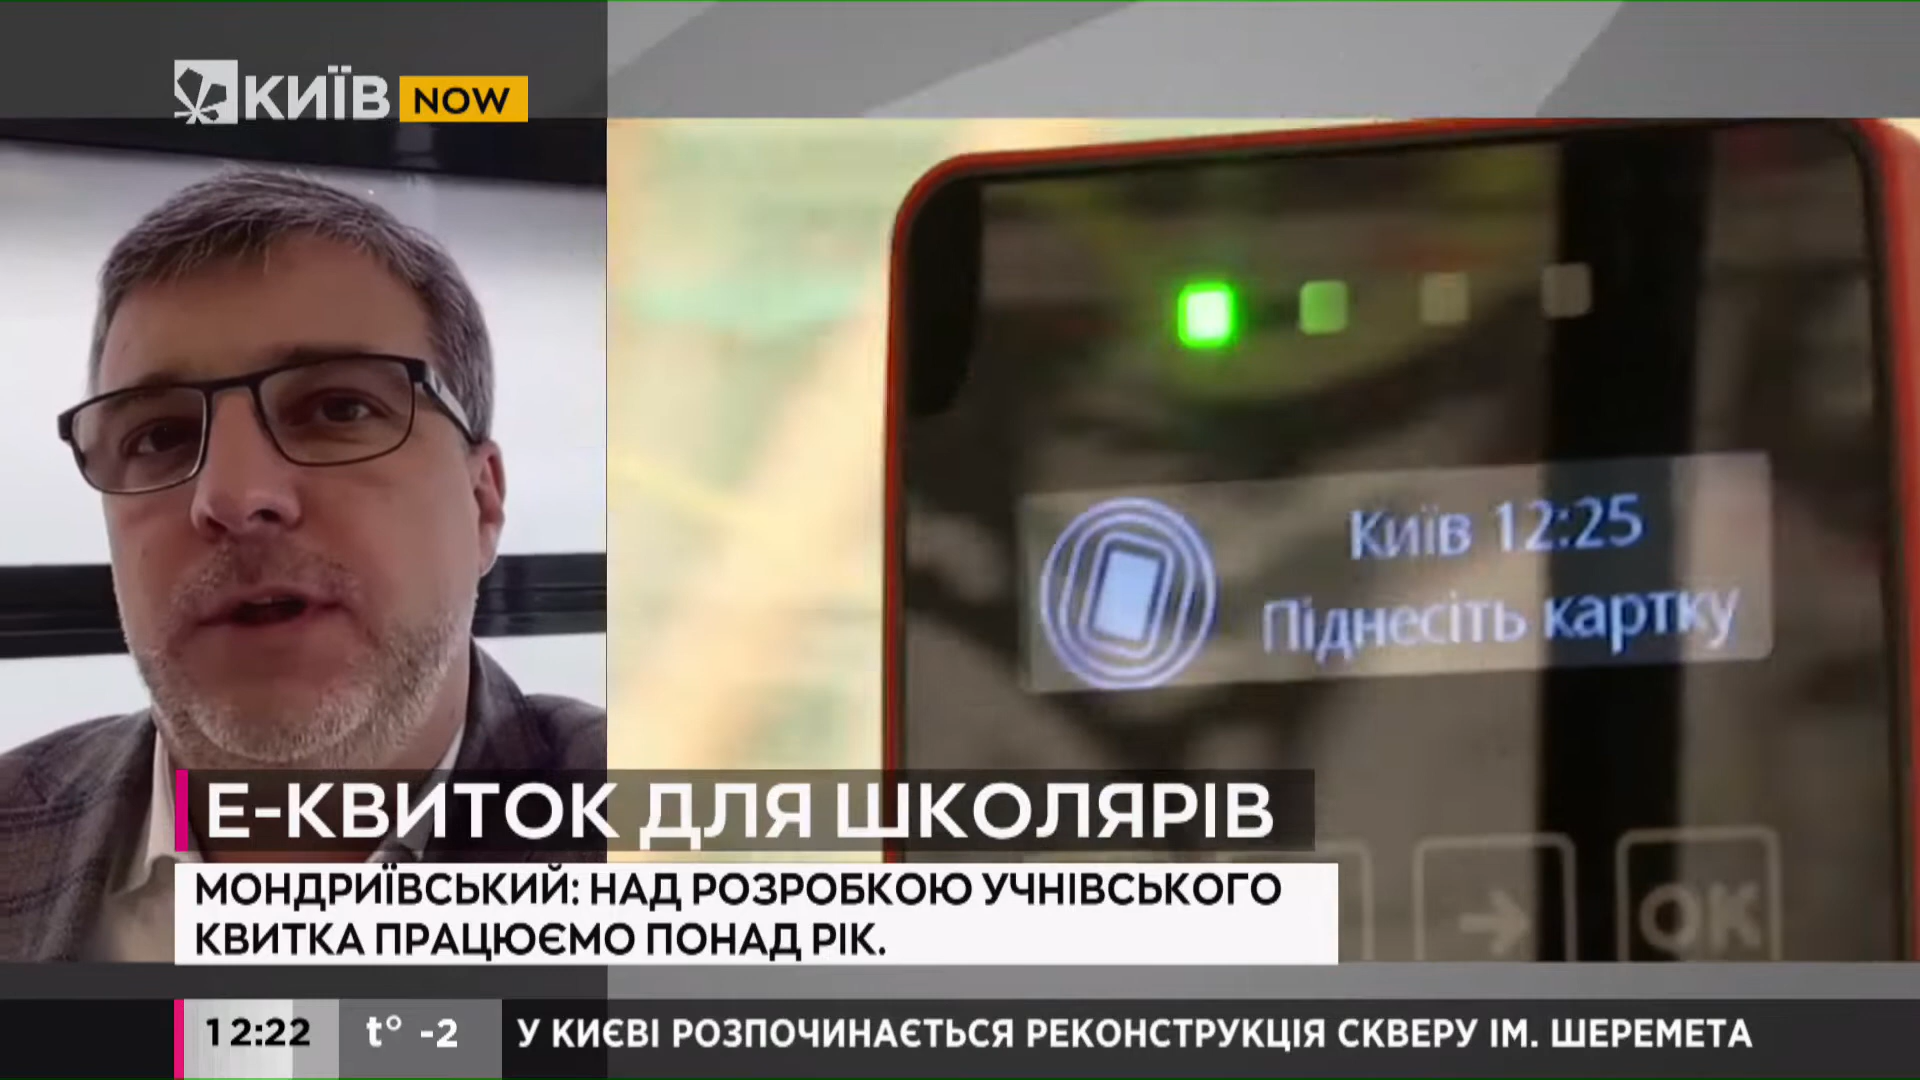 КИЇВ NOW
Київ 12:25
Піднесіть картку
OK
Е-КВИТОК ДЛЯ ШКОЛЯРІВ
МОНДРИЇВСЬКИЙ: НАД РОЗРОБКОЮ УЧНІВСЬКОГО
КВИТКА ПРАЦЮЄМО ПОНАД РІК.
12:22 t° -2 У КИЄВІ РОЗПОЧИНАЄТЬСЯ РЕКОНСТРУКЦІЯ СКВЕРУ ІМ. ШЕРЕМЕТА